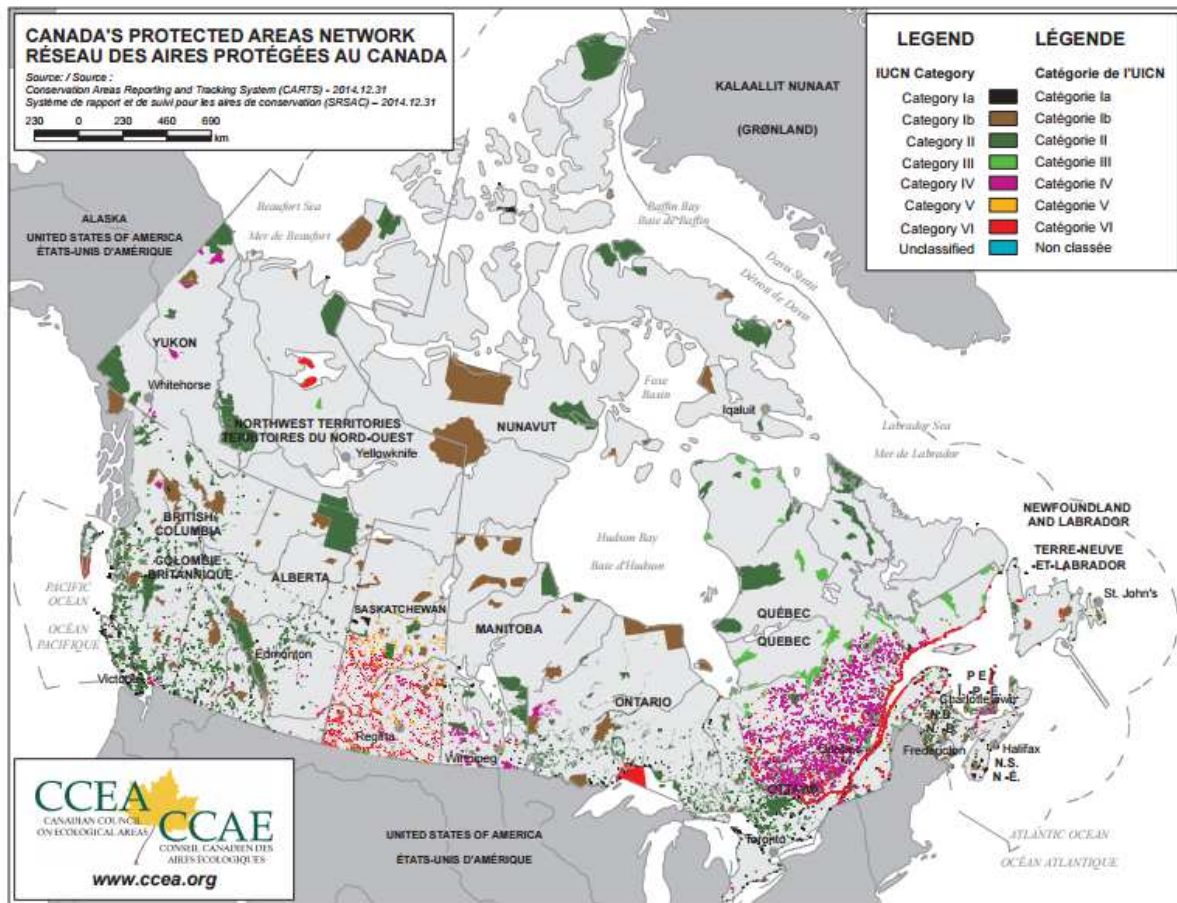 CANADA'S PROTECTED AREAS NETWORK
RÉSEAU DES AIRES PROTÉGÉES AU CANADA
Source: / Source :
Conservation Areas Reporting and Tracking System (CARTS) - 2014.12.31
Système de rapport et de suivi pour les aires de conservation (SRSAC) – 2014.12.31
230 0 230 460 690
km
LEGEND LÉGENDE
IUCN Category Catégorie de l'UICN
Category Ia Catégorie Ia
Category Ib Catégorie Ib
Category II Catégorie II
Category III Catégorie III
Category IV Catégorie IV
Category V Catégorie V
Category VI Catégorie VI
Unclassified Non classée
KALAALLIT NUNAAT
(GRØNLAND)
ALASKA
UNITED STATES OF AMERICA
ÉTATS-UNIS D'AMÉRIQUE
Beaufort Sea
Mer de Beaufort
Baffin Bay
Baie de Baffin
Davis Strait
Détroit de Davis
YUKON
Whitehorse
NORTHWEST TERRITORIES
TERRITOIRES DU NORD-OUEST
Yellowknife
NUNAVUT
Foxe
Basin
Iqaluit
Labrador Sea
Mer de Labrador
BRITISH
COLUMBIA
COLOMBIE
-BRITANNIQUE
PACIFIC
OCEAN
OCÉAN
PACIFIQUE
Victoria
ALBERTA
Edmonton
SASKATCHEWAN
Regina
MANITOBA
Winnipeg
Hudson Bay
Baie d'Hudson
ONTARIO
Toronto
OTTAWA
QUÉBEC
QUEBEC
Québec
NEWFOUNDLAND
AND LABRADOR
TERRE-NEUVE
-ET-LABRADOR
St. John's
P E I
Î. -P. -É.
Charlottetown
N.B.
N. -B.
Fredericton
Halifax
N.S.
N -É.
ATLANTIC OCEAN
OCÉAN ATLANTIQUE
UNITED STATES OF AMERICA
ÉTATS-UNIS D'AMÉRIQUE
CCEA
CANADIAN COUNCIL
ON ECOLOGICAL AREAS
CCAE
CONSEIL CANADIEN DES
AIRES ÉCOLOGIQUES
www.ccea.org